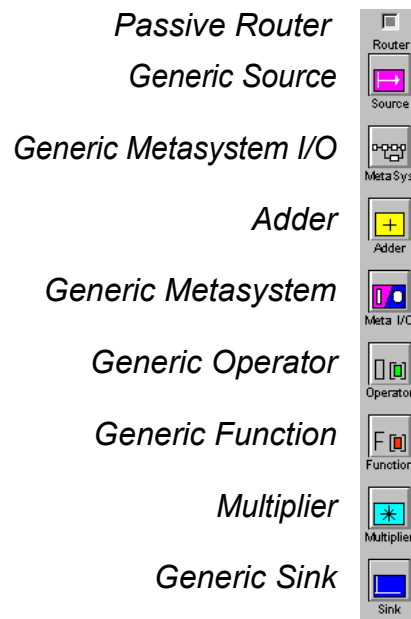 Passive Router
Router
Generic Source
Source
Generic Metasystem I/O
MetaSys
Adder
Adder
Generic Metasystem
Meta I/O
Generic Operator
Operator
Generic Function
F
Function
Multiplier
Multiplier
Generic Sink
Sink